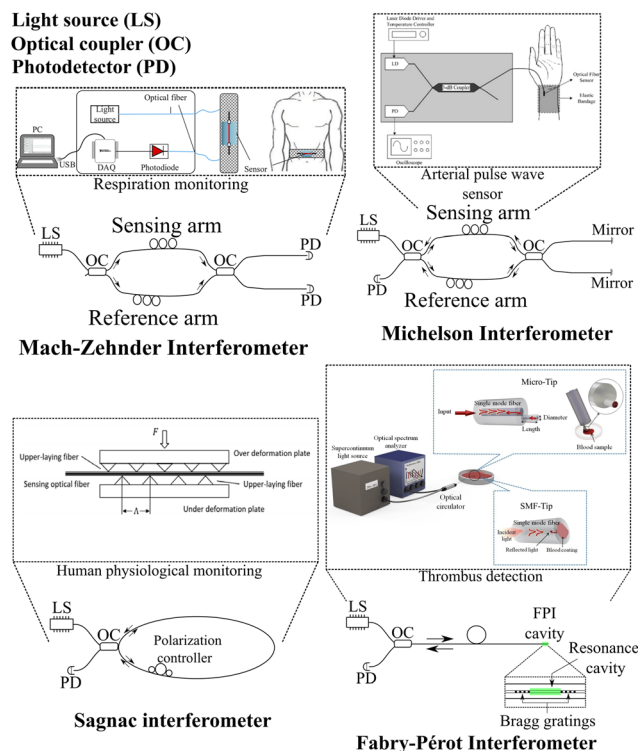 Light source (LS)
Optical coupler (OC)
Photodetector (PD)
PC
USB
Light
source
DAQ
Optical fiber
Photodiode
Sensor
Respiration monitoring
LS
OC
Sensing arm
Reference arm
OC
PD
PD
Mach-Zehnder Interferometer
Laser Diode Driver and
Temperature Controller
LD
PD
3dB Coupler
Oscilloscope
Optical Fiber
Sensor
Elastic
Bandage
Arterial pulse wave
sensor
LS
OC
PD
Sensing arm
Reference arm
OC
Mirror
Mirror
Michelson Interferometer
F
Over deformation plate
Upper-laying fiber
Sensing optical fiber
Upper-laying fiber
Λ
Under deformation plate
Human physiological monitoring
LS
OC
PD
Polarization
controller
Sagnac interferometer
Micro-Tip
Single mode fiber
Input
Diameter
Length
Blood sample
Optical spectrum
analyzer
Supercontinuum
light source
Optical
circulator
SMF-Tip
Single mode fiber
Incident
light
Reflected light
Blood coating
Thrombus detection
LS
OC
PD
FPI
cavity
Resonance
cavity
Bragg gratings
Fabry-Pérot Interferometer